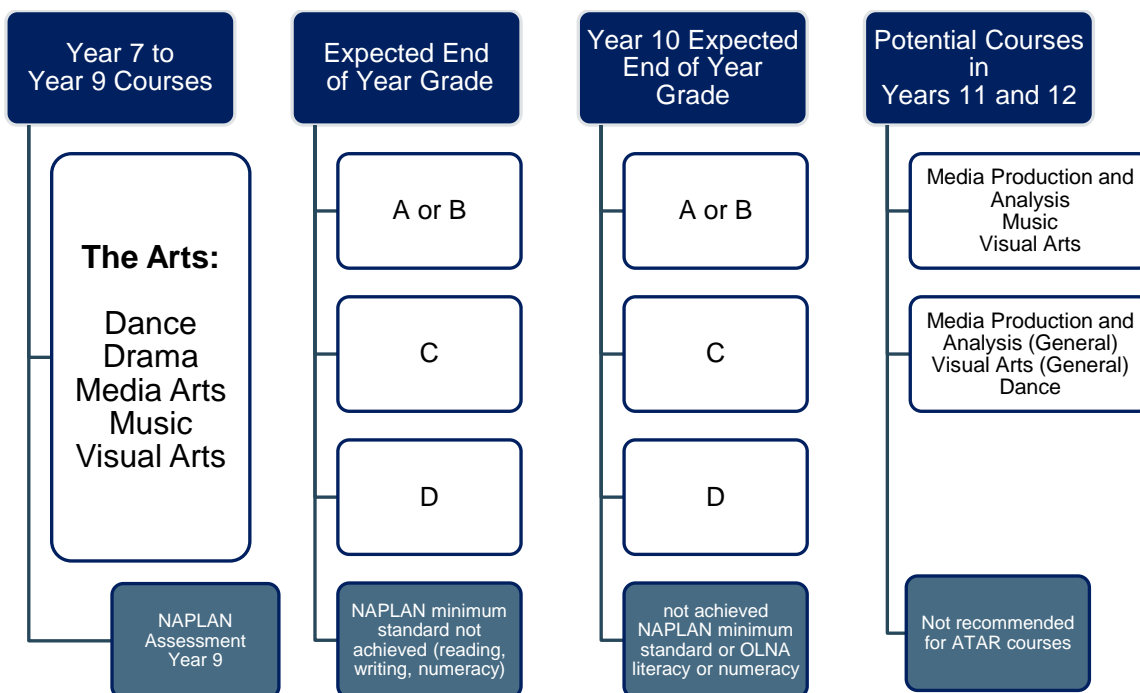 Year 7 to
Year 9 Courses
The Arts:
Dance
Drama
Media Arts
Music
Visual Arts
NAPLAN
Assessment
Year 9
Expected End
of Year Grade
A or B
C
D
NAPLAN minimum
standard not
achieved (reading,
writing, numeracy)
Year 10 Expected
End of Year
Grade
A or B
C
D
not achieved
NAPLAN minimum
standard or OLNA
literacy or numeracy
Potential Courses
in
Years 11 and 12
Media Production and
Analysis
Music
Visual Arts
Media Production and
Analysis (General)
Visual Arts (General)
Dance
Not recommended
for ATAR courses